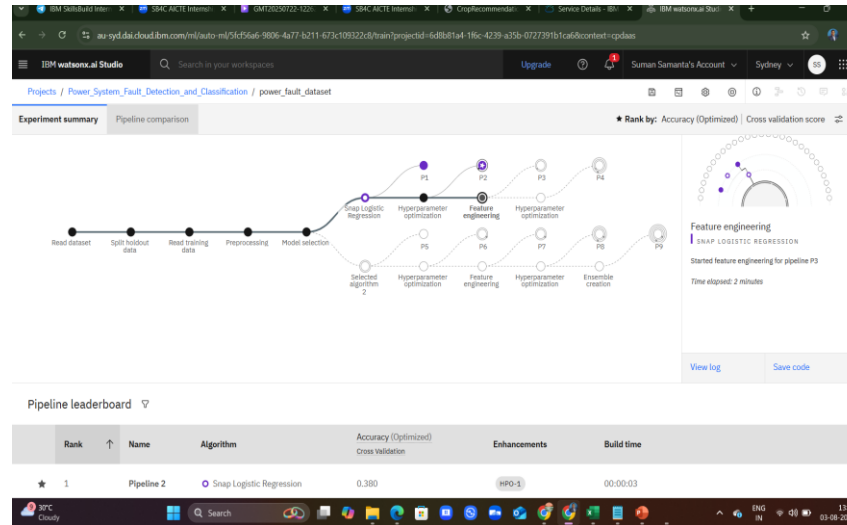 IBM SkillsBuild Intern
SB4C AICTE Internshi
GMT20250722-1226
SB4C AICTE Internshi
CropRecommendati
Service Details - IBM
IBM watsonx.ai Studi
au-syd.dai.cloud.ibm.com/ml/auto-ml/5fcf56a6-9806-4a77-b211-673c109322c8/train?projectid=6d8b81a4-1f6c-4239-a35b-0727391b1ca6&context=cpdaas
IBM watsonx.ai Studio
Search in your workspaces
Upgrade
1
Suman Samanta's Account
Sydney
SS
Projects / Power_System_Fault_Detection_and_Classification / power_fault_dataset
Experiment summary
Pipeline comparison
Rank by: Accuracy (Optimized) | Cross validation score
P1
P2
P3
P4
Snap Logistic
Regression
Hyperparameter
optimization
Feature
engineering
Hyperparameter
optimization
Read dataset
Split holdout
data
Read training
data
Preprocessing
Model selection
P5
P6
P7
P8
P9
Selected
algorithm
2
Hyperparameter
optimization
Feature
engineering
Hyperparameter
optimization
Ensemble
creation
Feature engineering
SNAP LOGISTIC REGRESSION
Started feature engineering for pipeline P3
Time elapsed: 2 minutes
View log
Save code
Pipeline leaderboard
Rank
Name
Algorithm
Accuracy (Optimized)
Cross Validation
Enhancements
Build time
1
Pipeline 2
Snap Logistic Regression
0.380
HPO-1
00:00:03
30°C
Cloudy
Search
ENG
IN
03-08-20